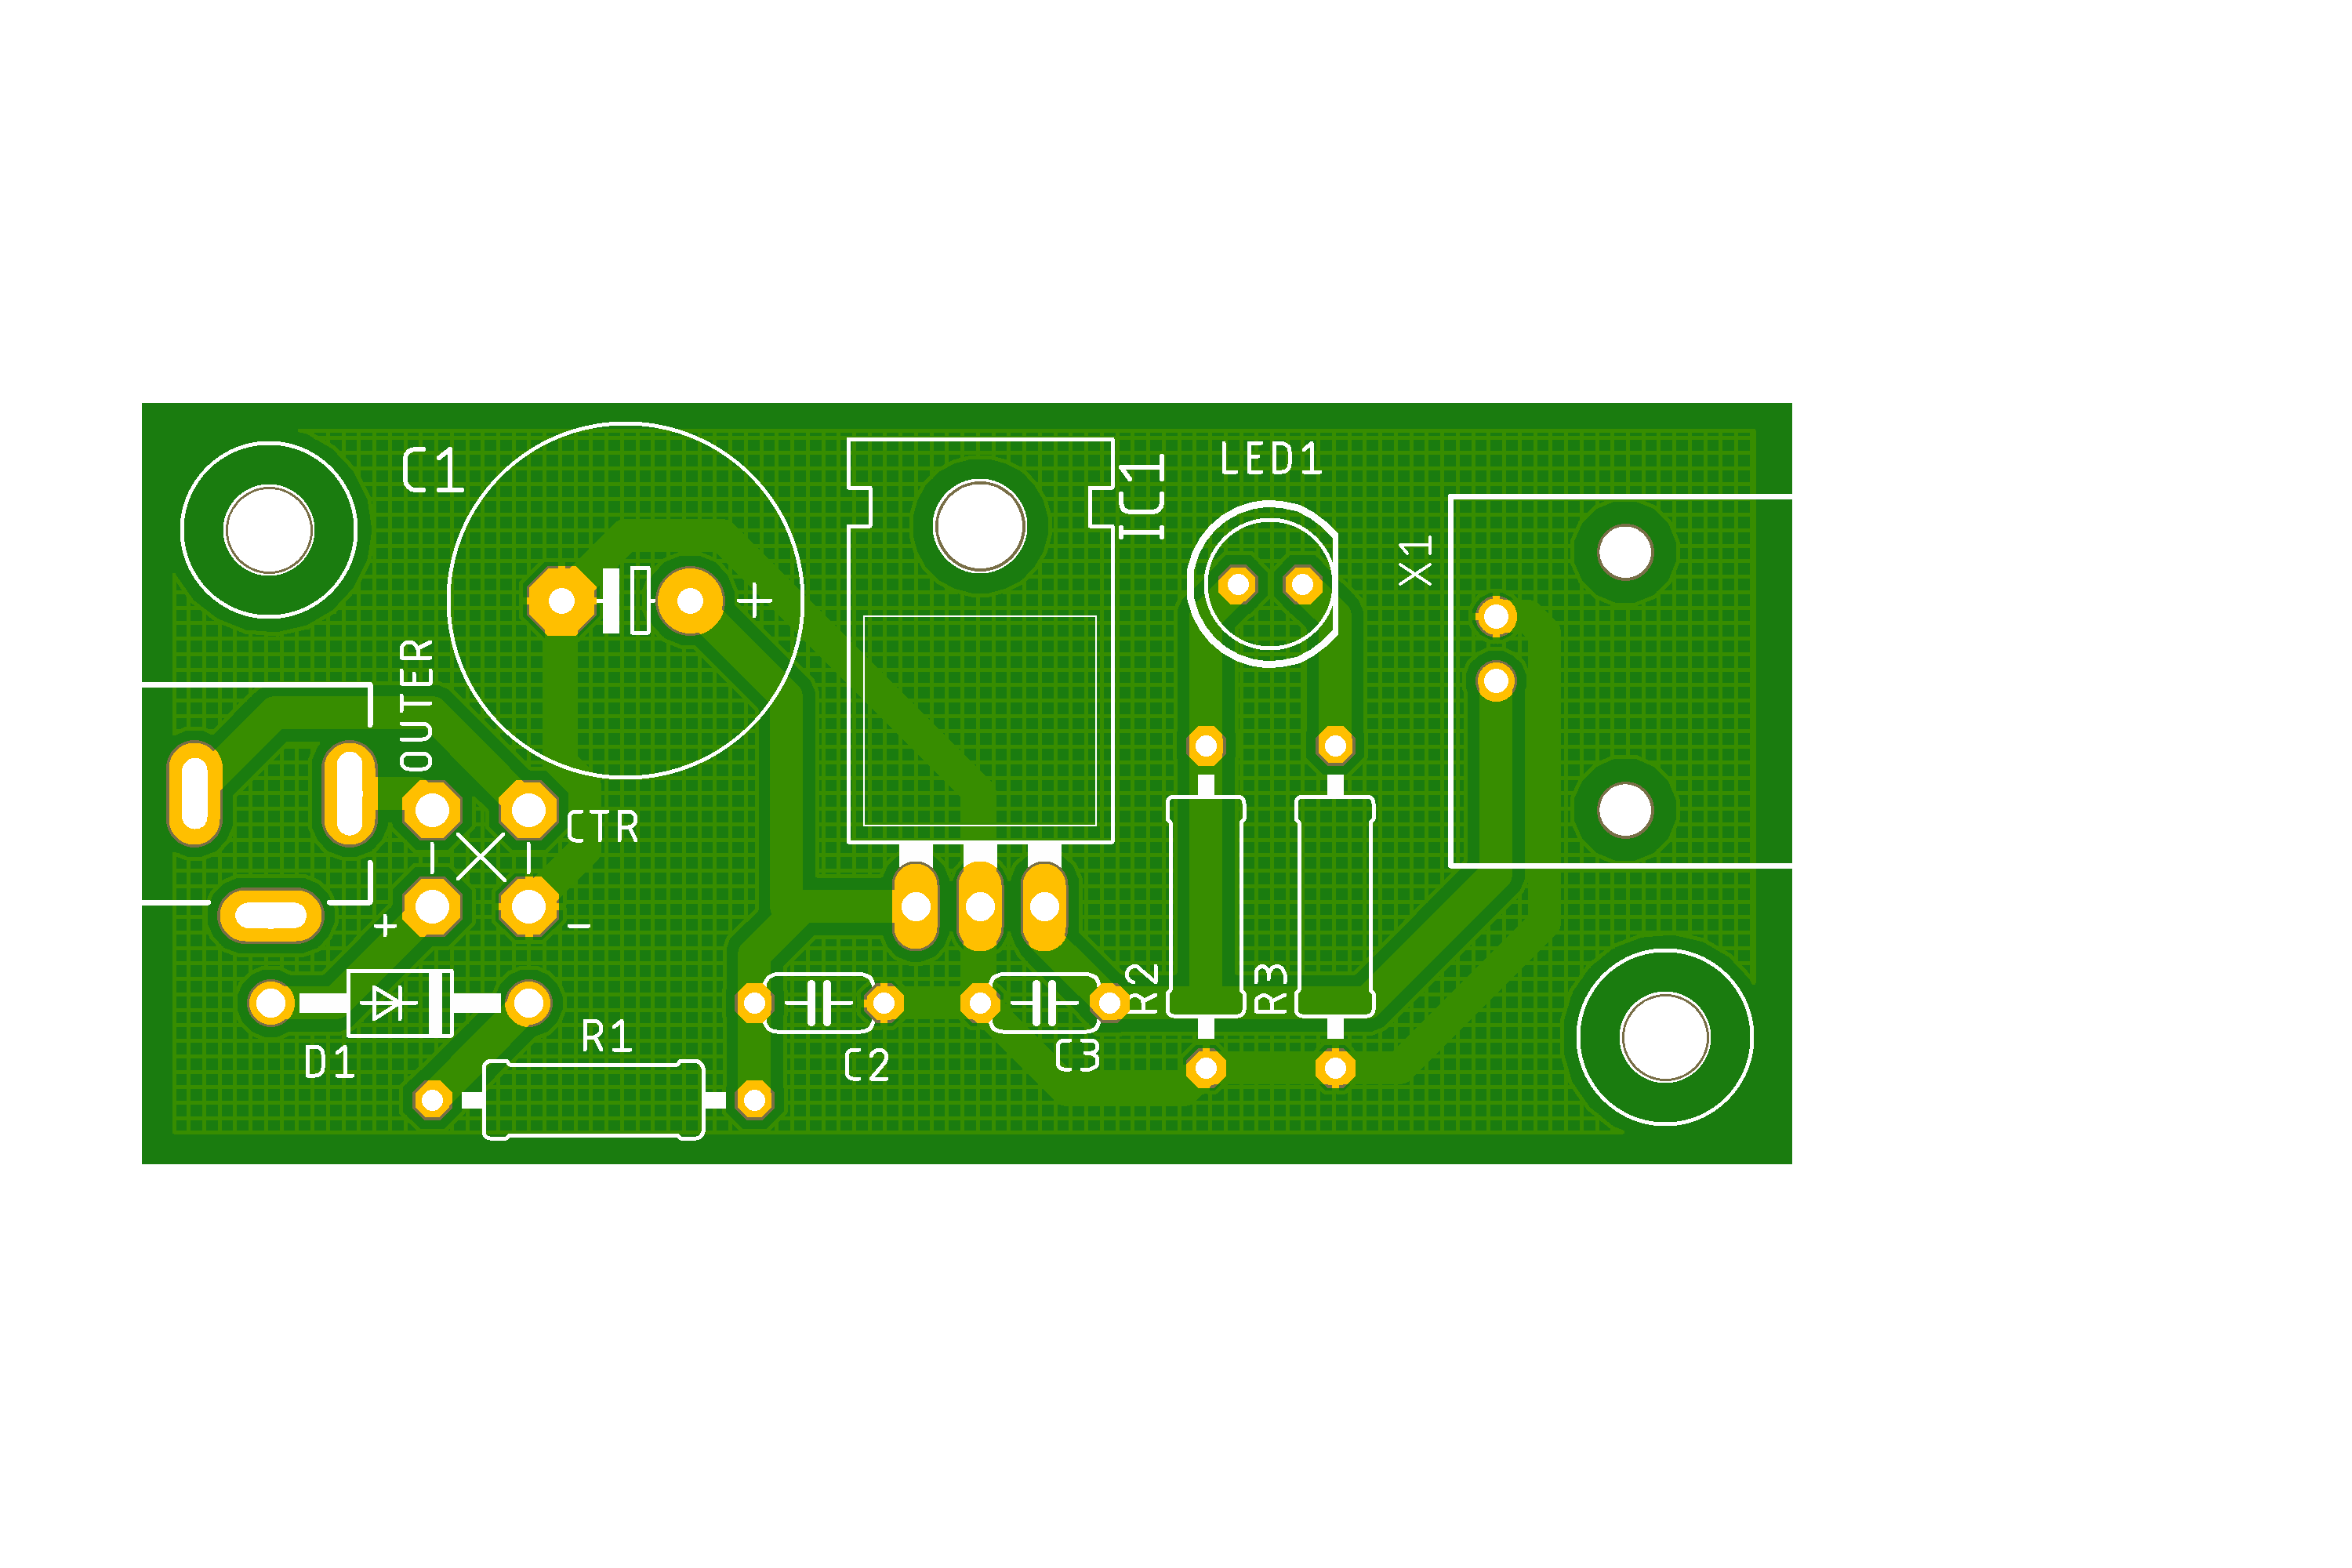 C1
IC1
LED1
X1
OUTER
CTR
+
+
-
D1
R1
C2
C3
R2
R3